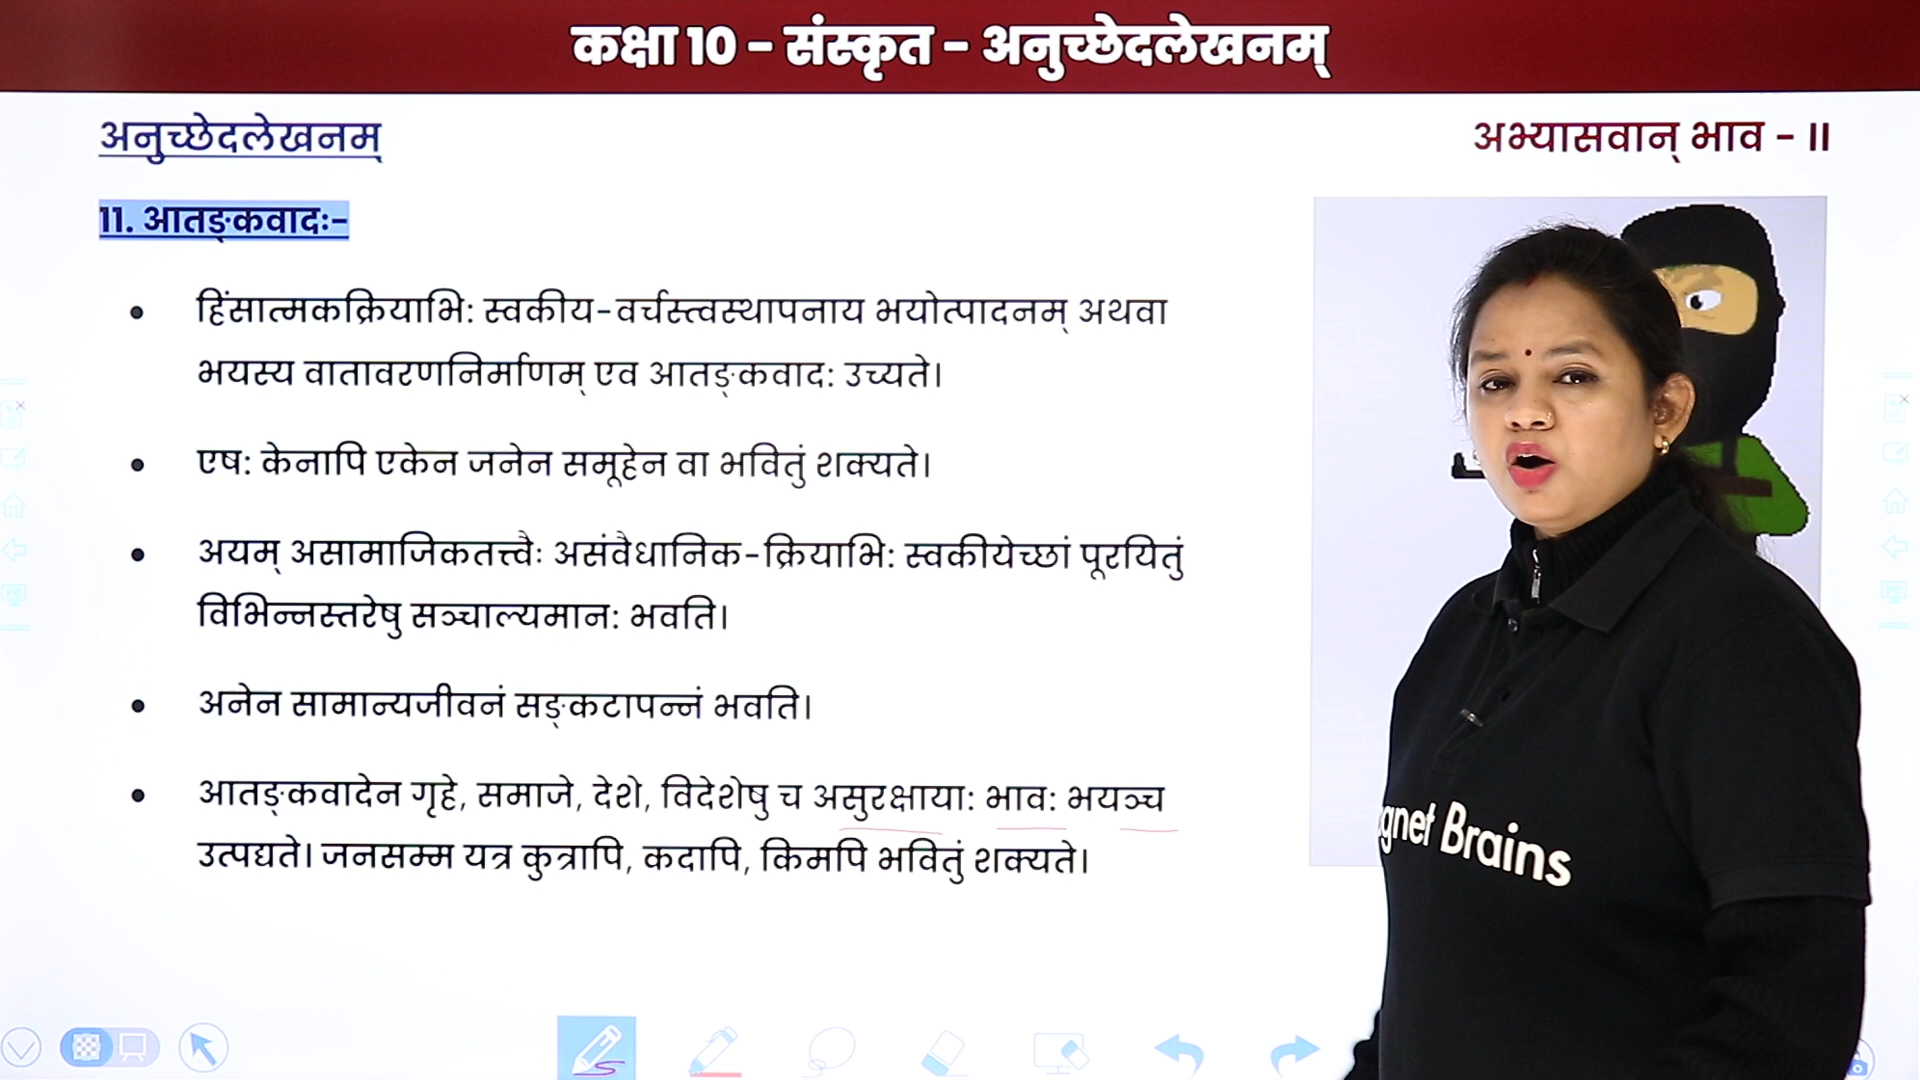 कक्षा 10 - संस्कृत - अनुच्छेदलेखनम्
अनुच्छेदलेखनम्
अभ्यासवान् भाव - II
11. आतङ्कवादः-
हिंसात्मकक्रियाभि: स्वकीय-वर्चस्त्वस्थापनाय भयोत्पादनम् अथवा
भयस्य वातावरणनिर्माणम् एव आतङ्कवाद: उच्यते।
एष: केनापि एकेन जनेन समूहेन वा भवितुं शक्यते।
अयम् असामाजिकतत्त्वैः असंवैधानिक-क्रियाभि: स्वकीयेच्छां पूरयितुं
विभिन्नस्तरेषु सञ्चाल्यमान: भवति।
अनेन सामान्यजीवनं सङ्कटापन्नं भवति।
आतङ्कवादेन गृहे, समाजे, देशे, विदेशेषु च असुरक्षाया: भाव: भयञ्च
उत्पद्यते। जनसम्म यत्र कुत्रापि, कदापि, किमपि भवितुं शक्यते।
gnet Brains